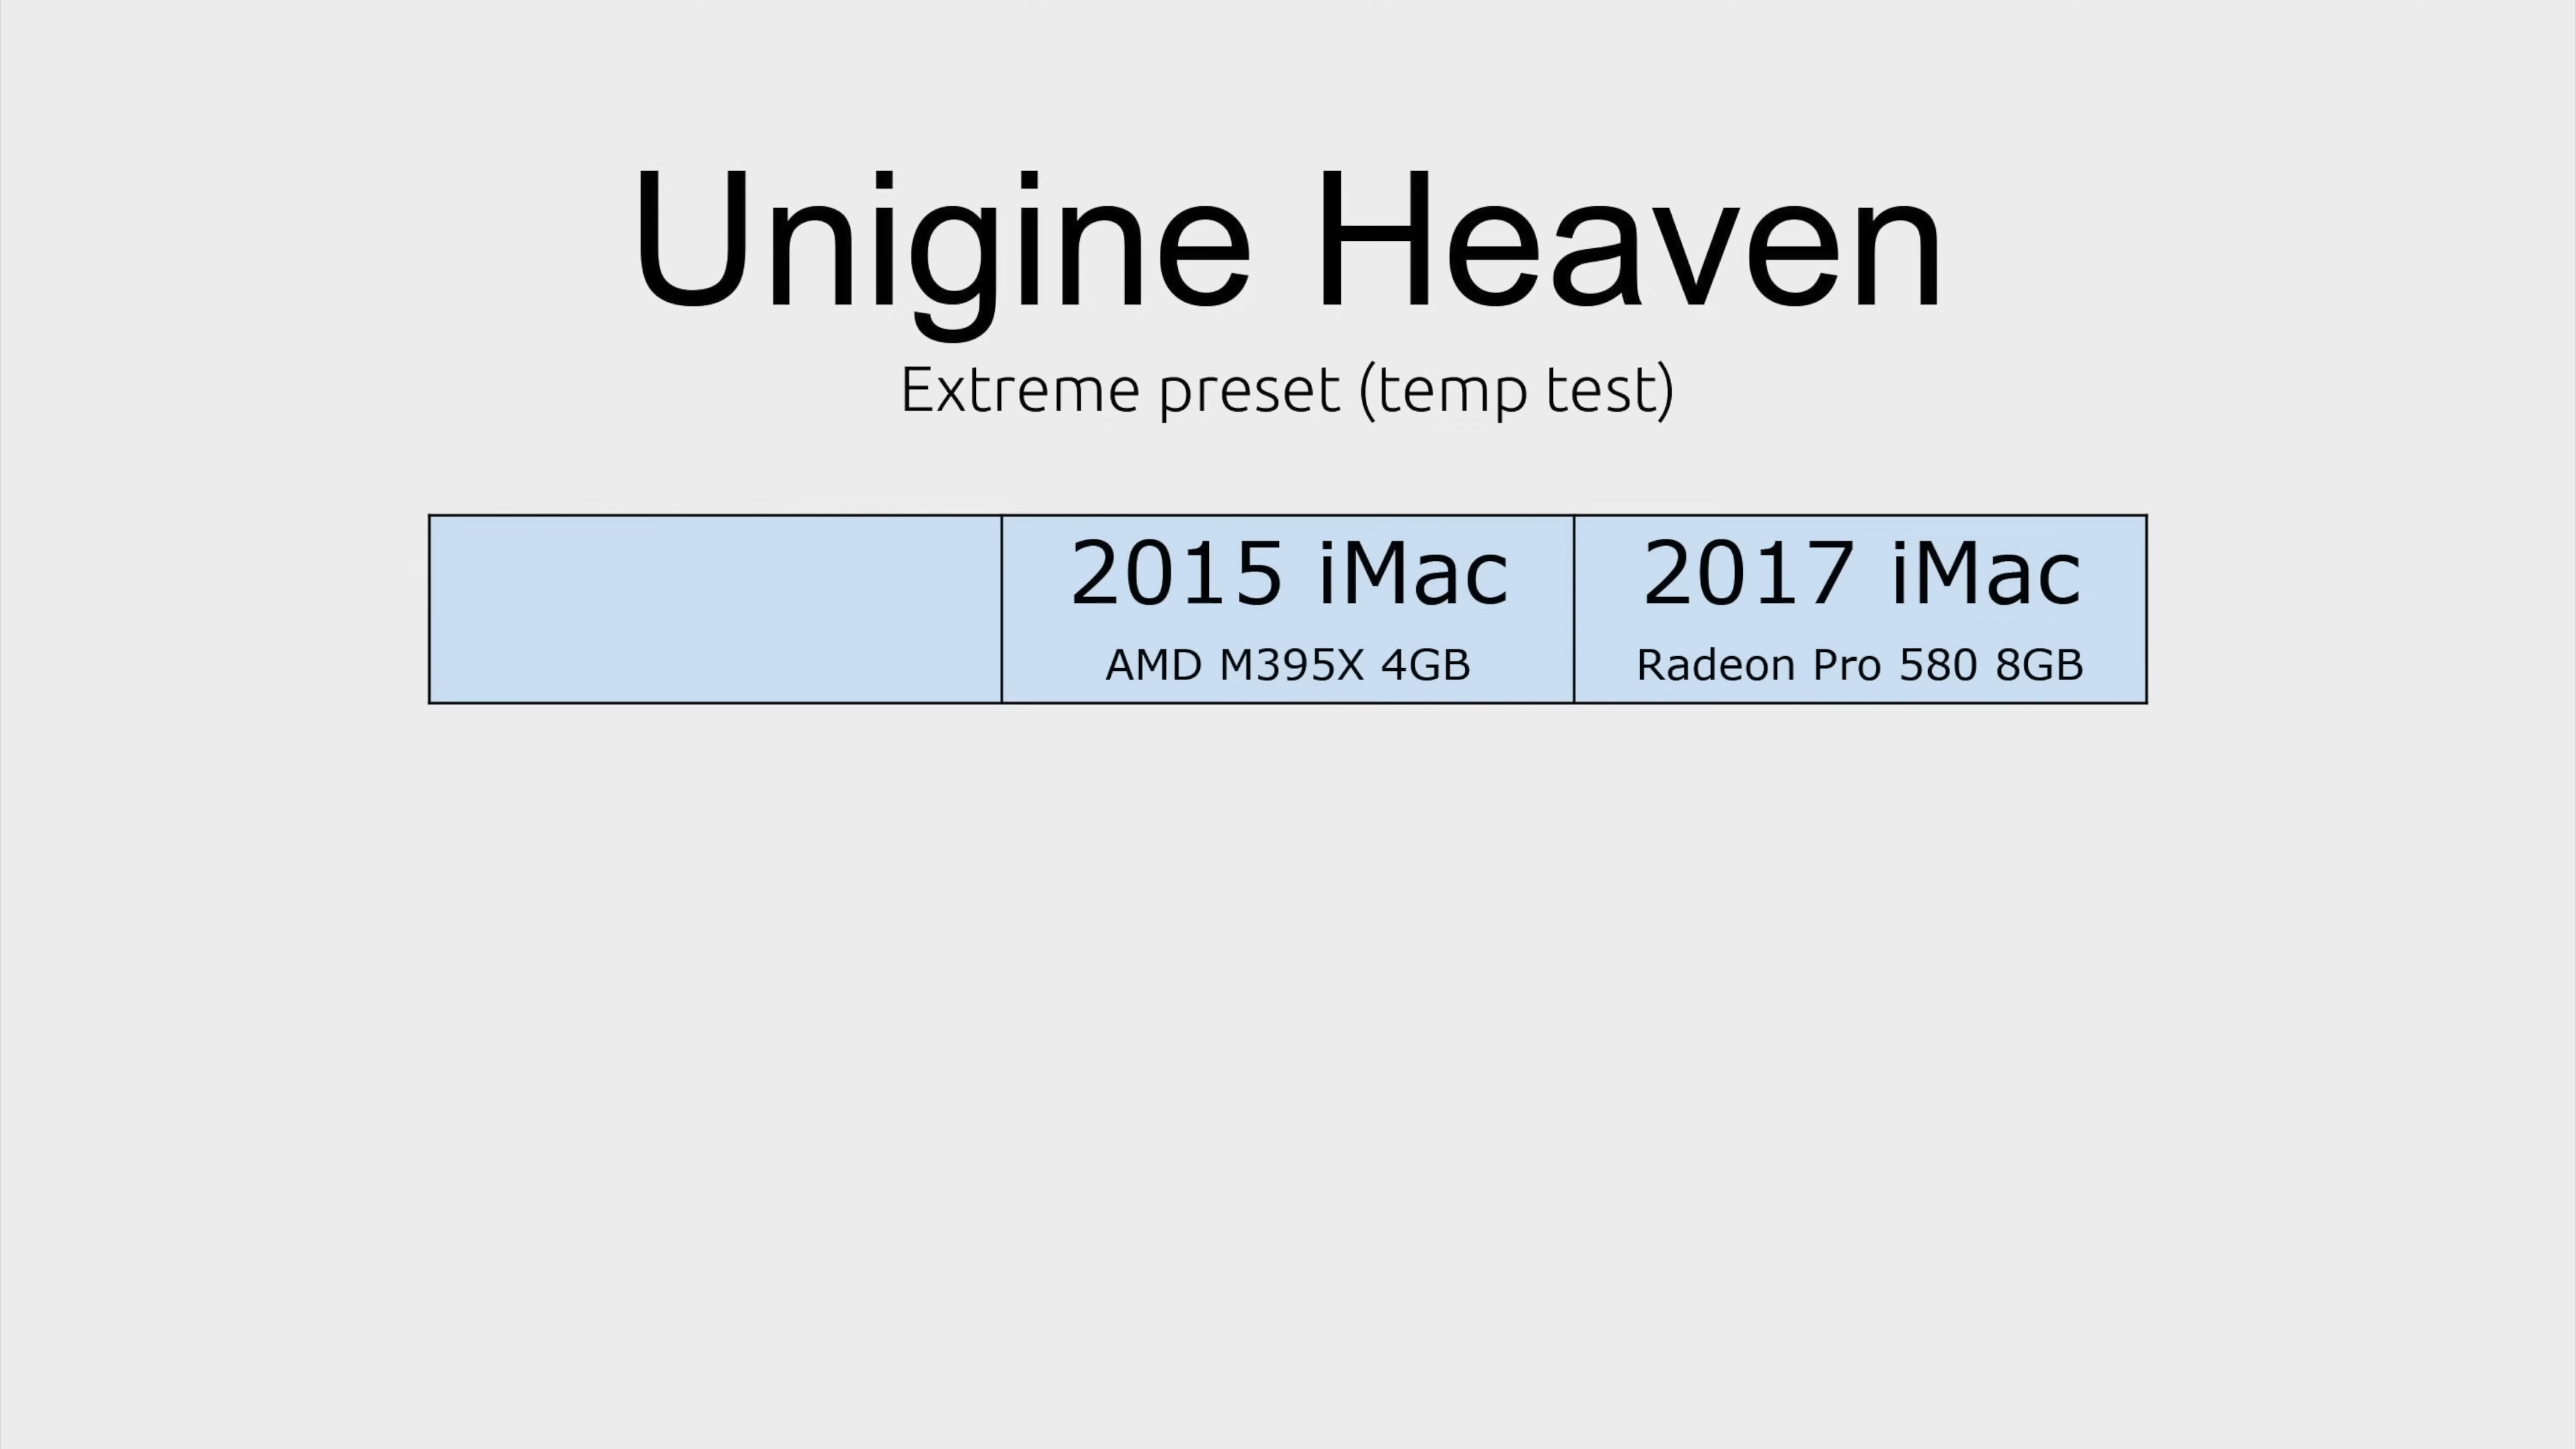 Unigine Heaven
Extreme preset (temp test)
2015 iMac
AMD M395X 4GB
2017 iMac
Radeon Pro 580 8GB